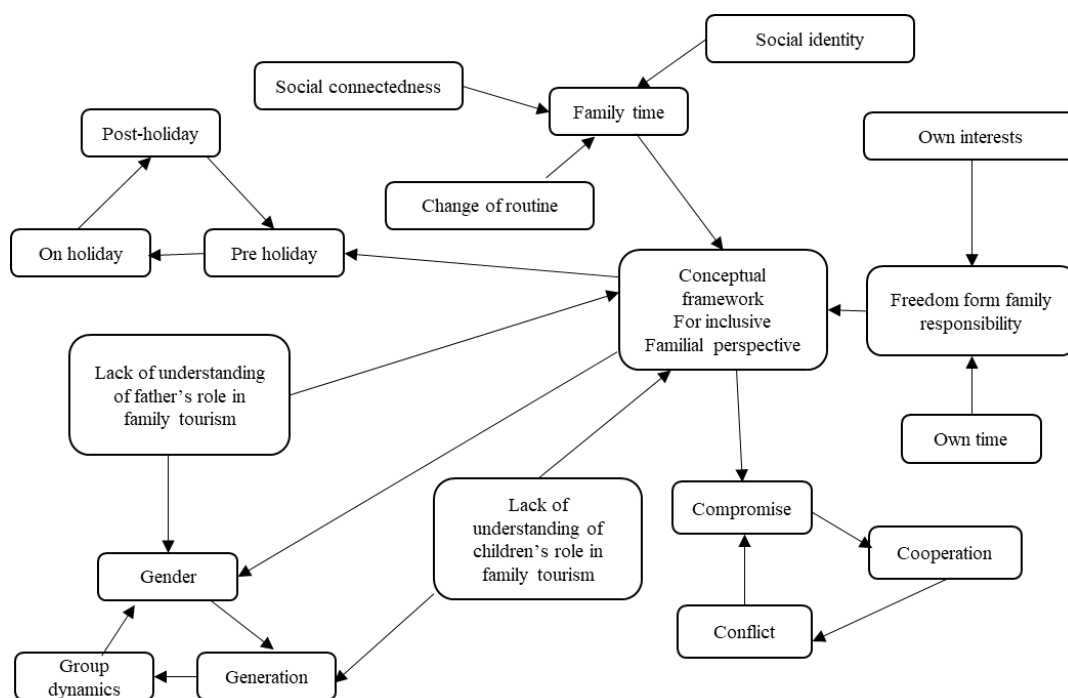 Social identity
Social connectedness
Family time
Post-holiday
Own interests
Change of routine
On holiday
Pre holiday
Conceptual
framework
For inclusive
Familial perspective
Freedom form family
responsibility
Lack of understanding
of father's role in
family tourism
Own time
Lack of
understanding of
children's role in
family tourism
Compromise
Cooperation
Gender
Conflict
Group
dynamics
Generation